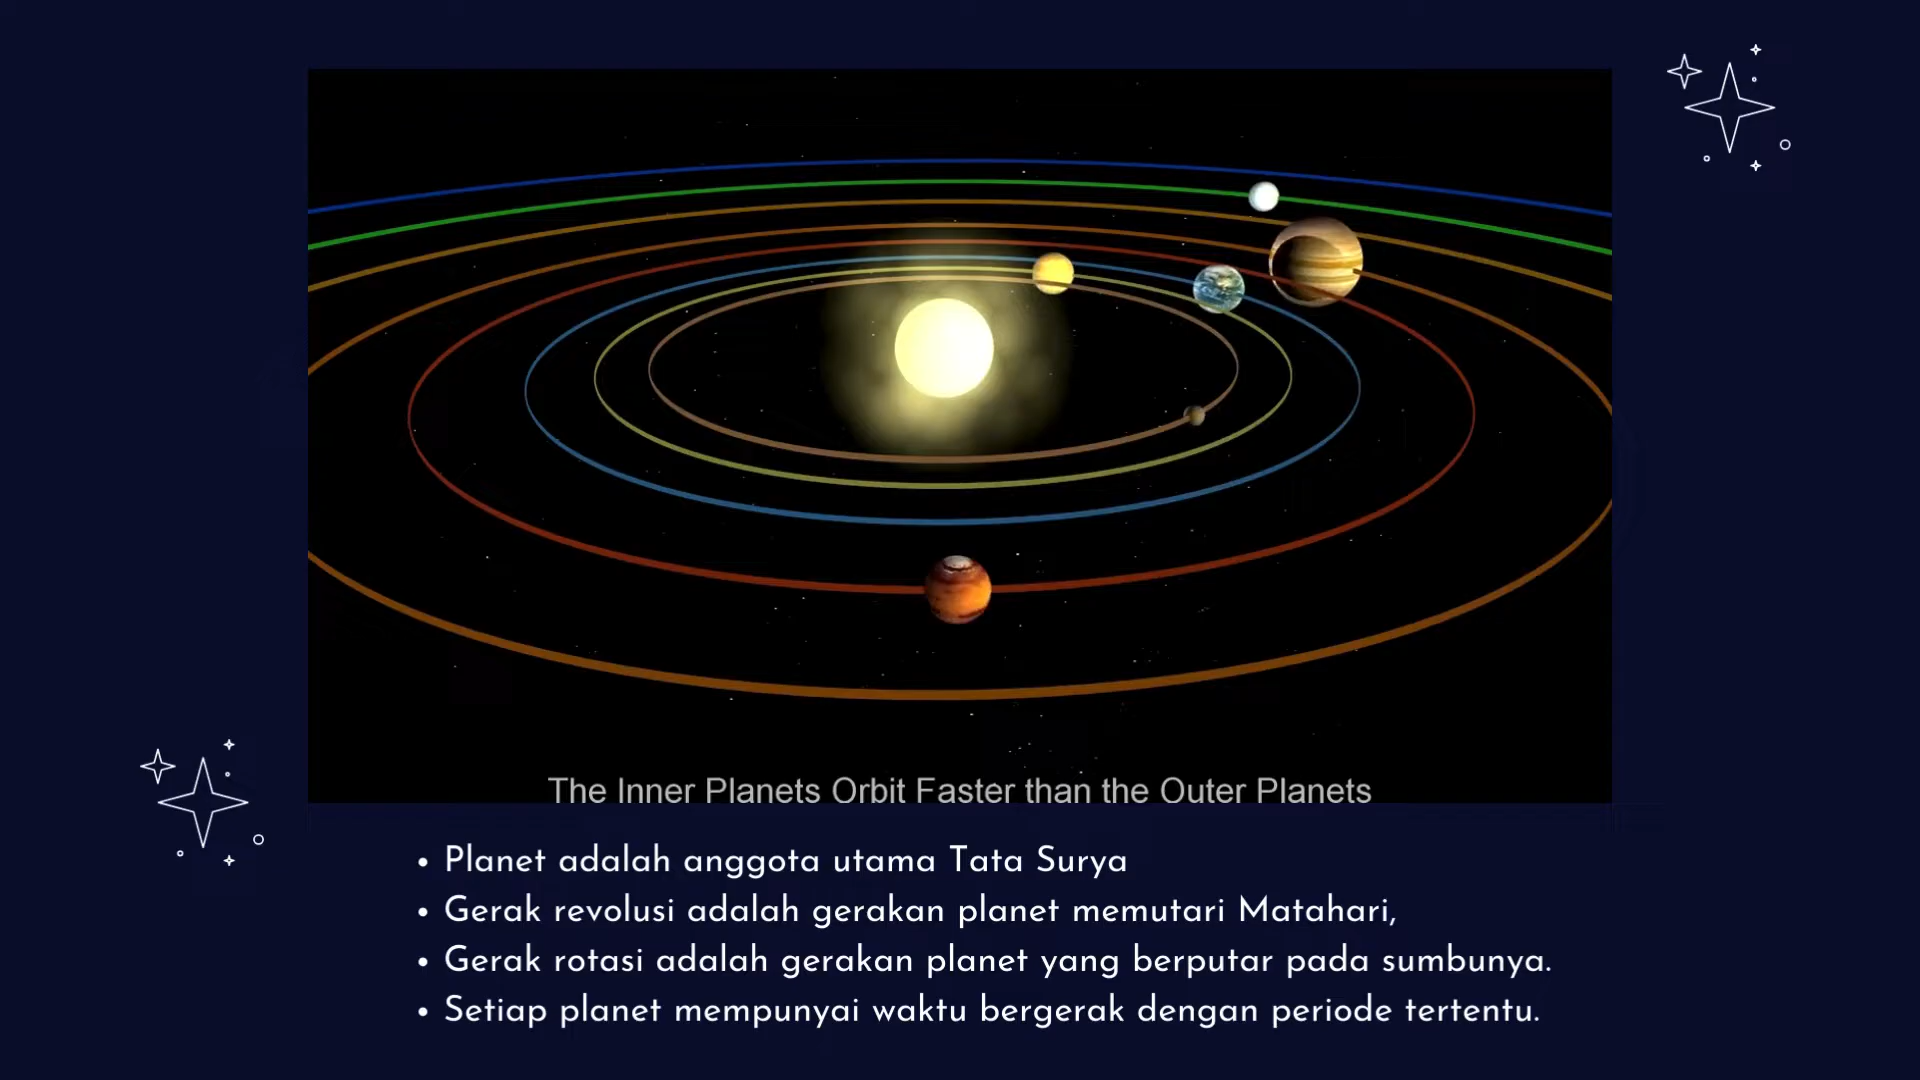 The Inner Planets Orbit Faster than the Outer Planets
• Planet adalah anggota utama Tata Surya
• Gerak revolusi adalah gerakan planet memutari Matahari,
• Gerak rotasi adalah gerakan planet yang berputar pada sumbunya.
• Setiap planet mempunyai waktu bergerak dengan periode tertentu.